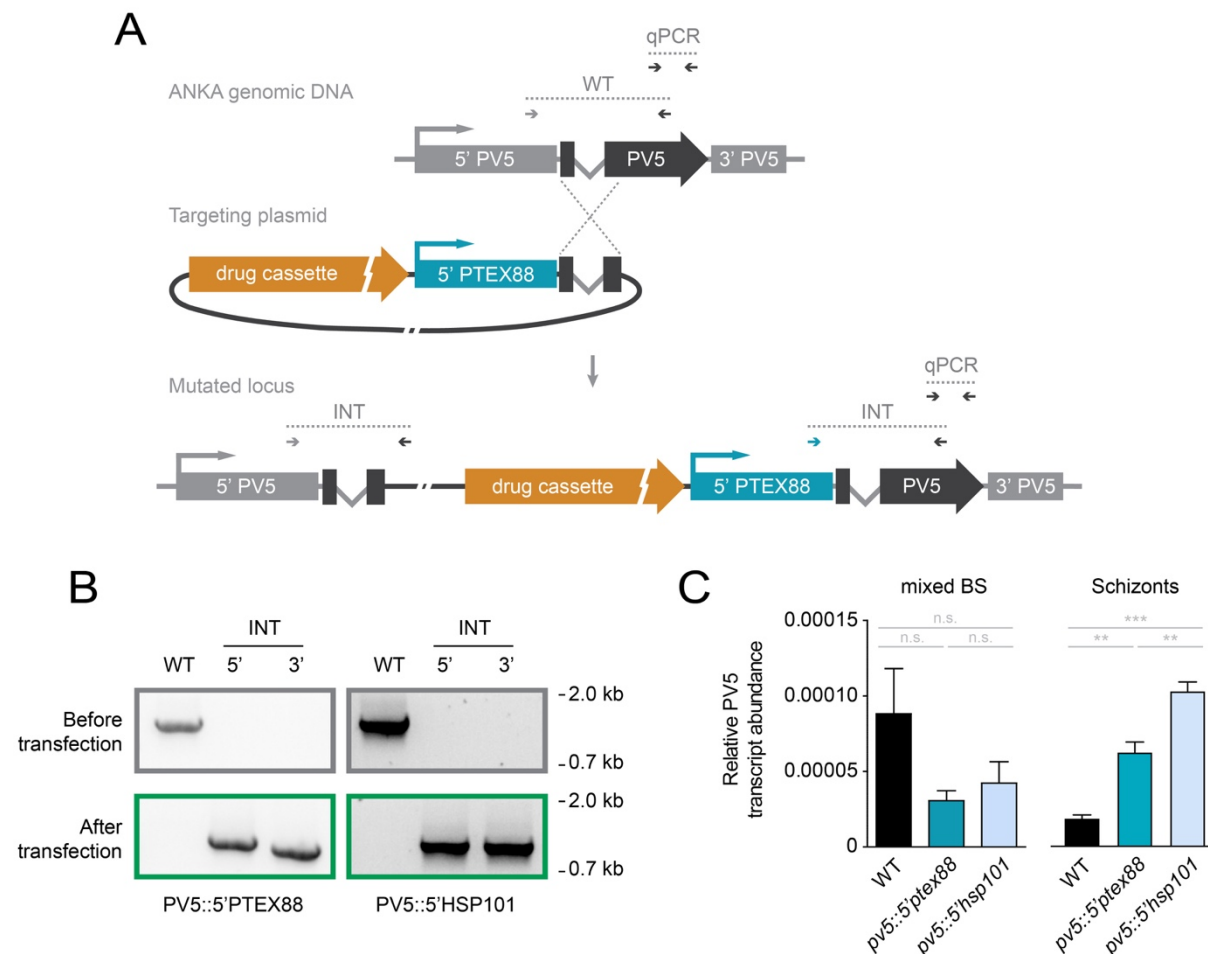 A
qPCR
ANKA genomic DNA
WT
5' PV5
PV5
3' PV5
Targeting plasmid
drug cassette
5' PTEX88
qPCR
Mutated locus
INT
INT
5' PV5
drug cassette
5' PTEX88
PV5
3' PV5
B
INT
INT
WT
5'
3'
WT
5'
3'
Before
transfection
-2.0 kb
-0.7 kb
After
transfection
-2.0 kb
-0.7 kb
PV5::5'PTEX88
PV5::5'HSP101
C
mixed BS
Schizonts
Relative PV5
transcript abundance
0.00015
0.00010
0.00005
0
n.s.
n.s.
n.s.
***
**
**
WT
pv5::5'ptex88
pv5::5'hsp101
WT
pv5::5'ptex88
pv5::5'hsp101